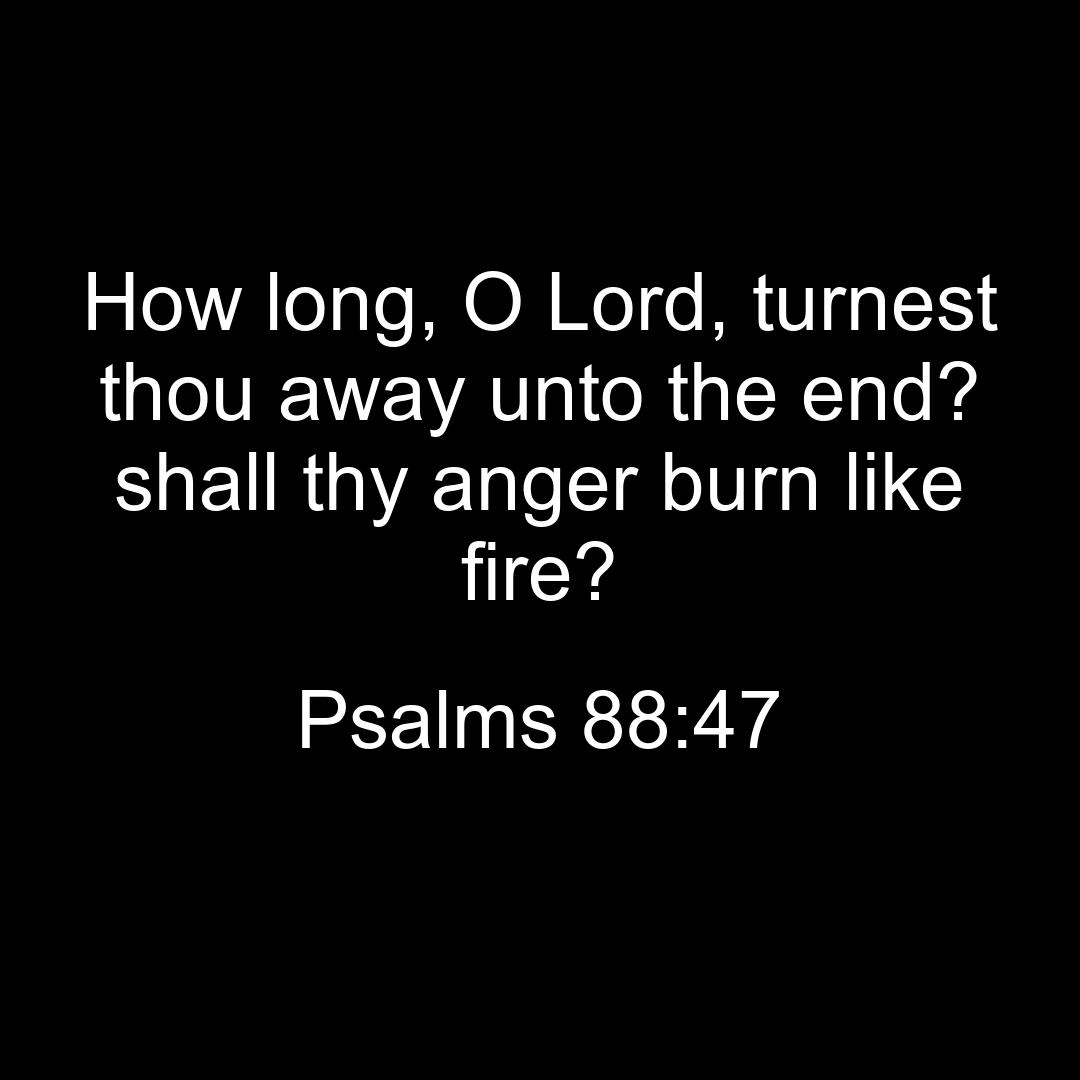 How long, O Lord, turnest
thou away unto the end?
shall thy anger burn like
fire?
Psalms 88:47